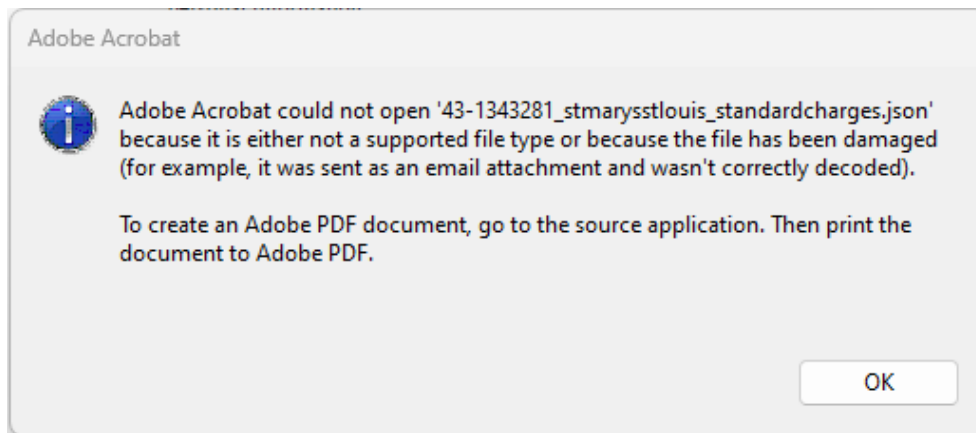 Adobe Acrobat
Adobe Acrobat could not open '43-1343281_stmarysstlouis_standardcharges.json'
because it is either not a supported file type or because the file has been damaged
(for example, it was sent as an email attachment and wasn't correctly decoded).
To create an Adobe PDF document, go to the source application. Then print the
document to Adobe PDF.
OK